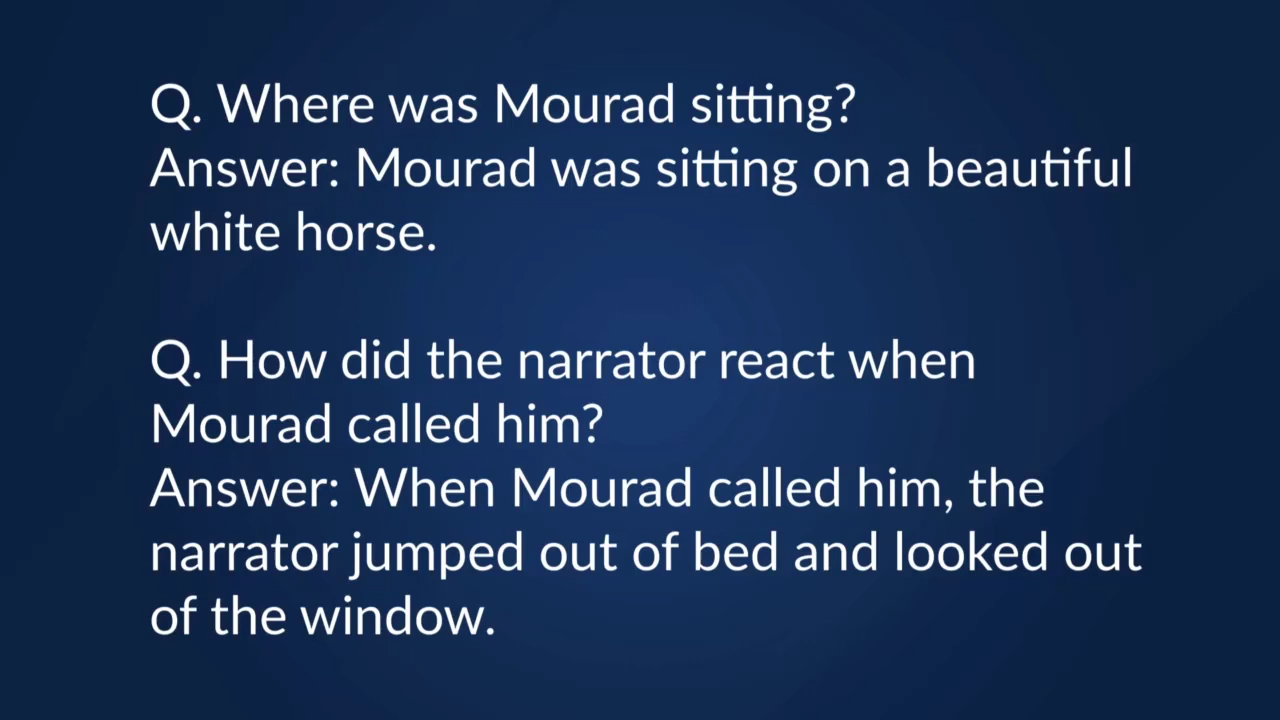 Q. Where was Mourad sitting?
Answer: Mourad was sitting on a beautiful
white horse.
Q. How did the narrator react when
Mourad called him?
Answer: When Mourad called him, the
narrator jumped out of bed and looked out
of the window.